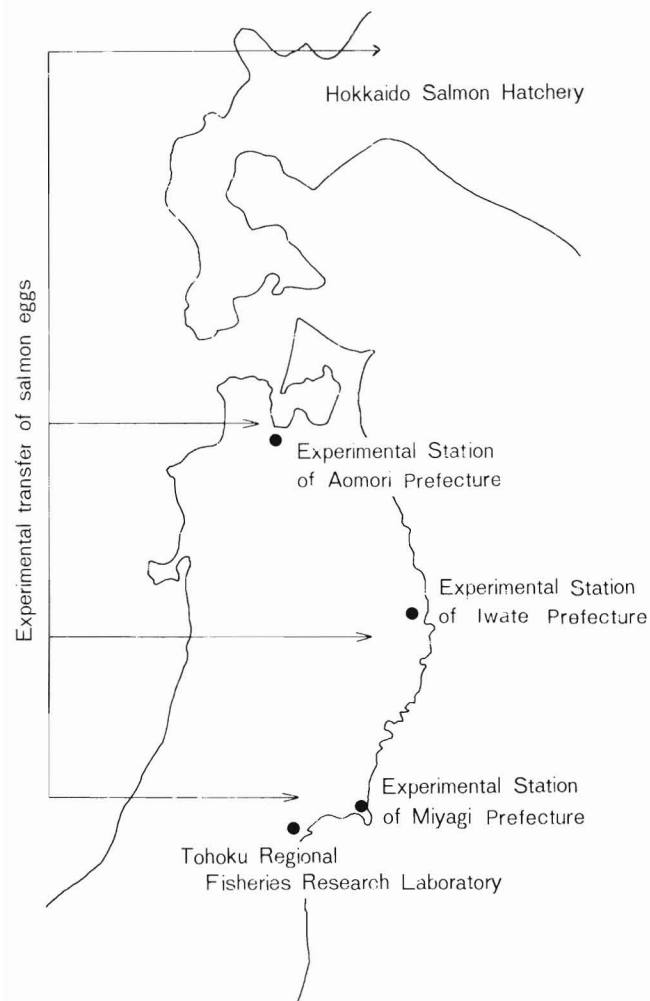 Hokkaido Salmon Hatchery
Experimental transfer of salmon eggs
Experimental Station
of Aomori Prefecture
Experimental Station
of Iwate Prefecture
Experimental Station
of Miyagi Prefecture
Tohoku Regional
Fisheries Research Laboratory